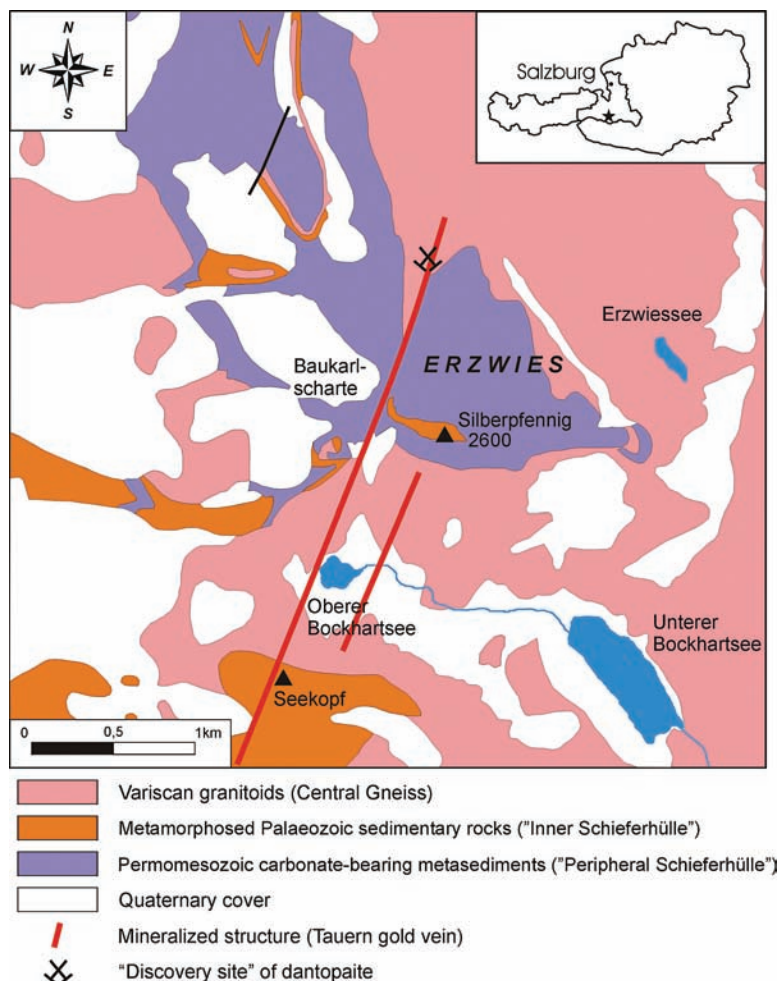 N
W E
S
Salzburg
Erzwiessee
ERZWIES
Baukarl-
scharte
Silberpfennig
2600
Oberer
Bockhartsee
Unterer
Bockhartsee
Seekopf
0 0,5 1km
Variscan granitoids (Central Gneiss)
Metamorphosed Palaeozoic sedimentary rocks ("Inner Schieferhülle")
Permomesozoic carbonate-bearing metasediments ("Peripheral Schieferhülle")
Quaternary cover
Mineralized structure (Tauern gold vein)
"Discovery site" of dantopaite